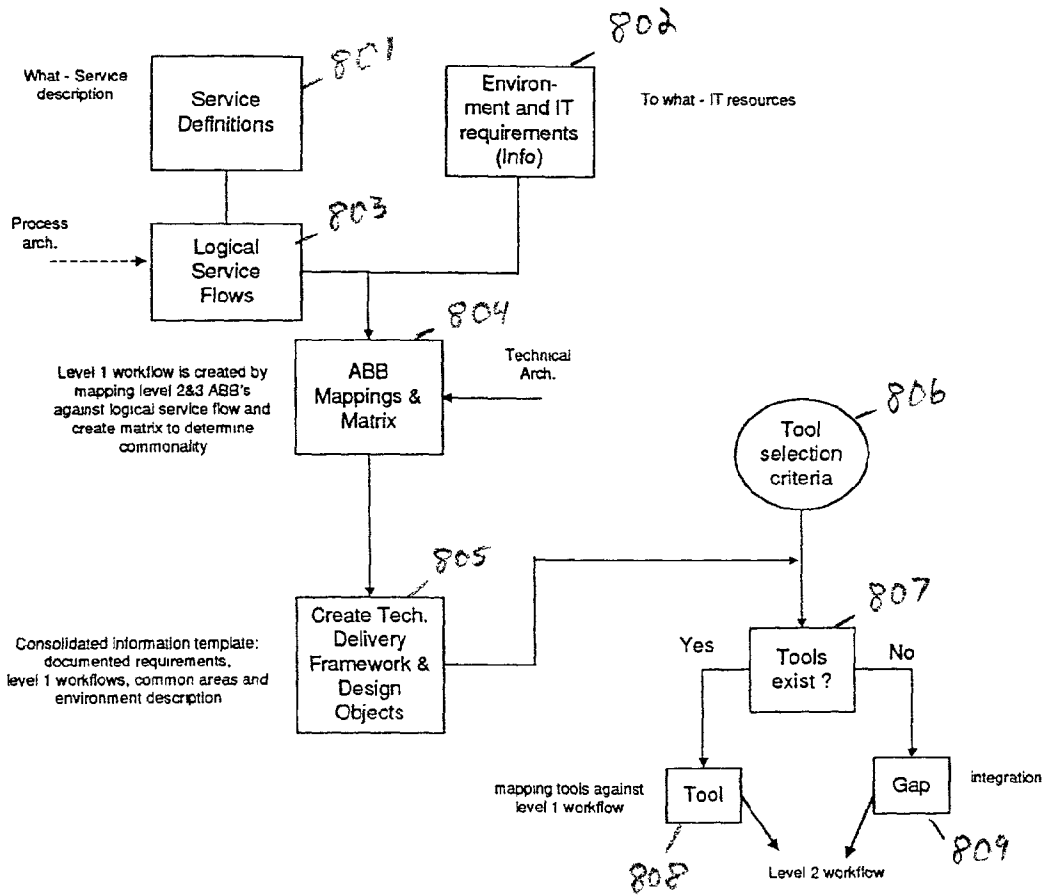 801
802
What - Service
description
Service
Definitions
Environ-
ment and IT
requirements
(Info)
To what - IT resources
803
Process
arch.
Logical
Service
Flows
804
Level 1 workflow is created by
mapping level 2&3 ABB's
against logical service flow and
create matrix to determine
commonality
ABB
Mappings &
Matrix
Technical
Arch.
806
Tool
selection
criteria
805
Consolidated information template:
documented requirements,
level 1 workflows, common areas and
environment description
Create Tech.
Delivery
Framework &
Design
Objects
807
Yes
Tools
exist ?
No
mapping tools against
level 1 workflow
Tool
Gap
integration
808
809
Level 2 workflow